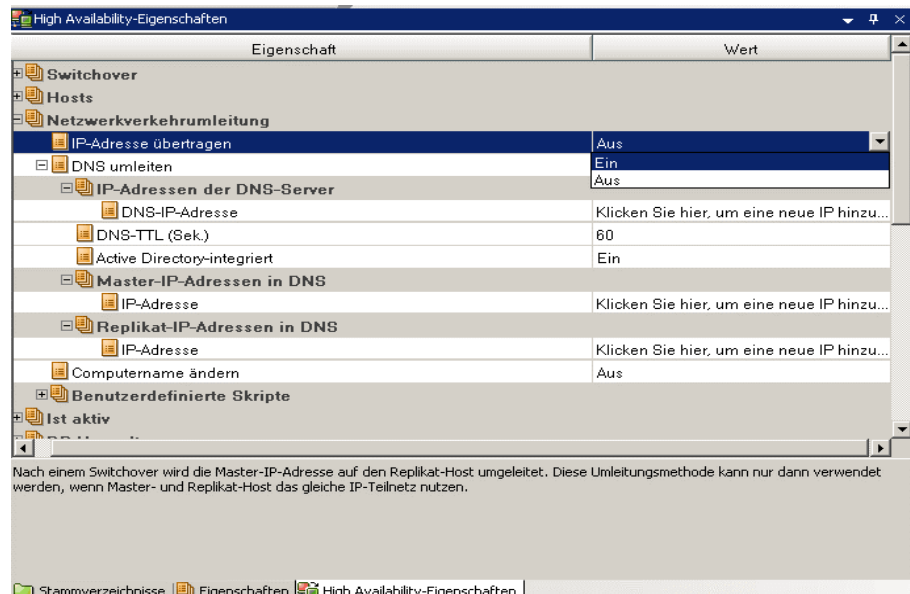 High Availability-Eigenschaften
Eigenschaft Wert
Switchover
Hosts
Netzwerkverkehrumleitung
IP-Adresse übertragen Aus
Ein
DNS umleiten
Aus
IP-Adressen der DNS-Server
DNS-IP-Adresse Klicken Sie hier, um eine neue IP hinzu...
DNS-TTL (Sek.) 60
Active Directory-integriert Ein
Master-IP-Adressen in DNS
IP-Adresse Klicken Sie hier, um eine neue IP hinzu...
Replikat-IP-Adressen in DNS
IP-Adresse Klicken Sie hier, um eine neue IP hinzu...
Computername ändern Aus
Benutzerdefinierte Skripte
Ist aktiv
Nach einem Switchover wird die Master-IP-Adresse auf den Replikat-Host umgeleitet. Diese Umleitungsmethode kann nur dann verwendet
werden, wenn Master- und Replikat-Host das gleiche IP-Teilnetz nutzen.
Stammverzeichnisse Eigenschaften High Availability-Eigenschaften